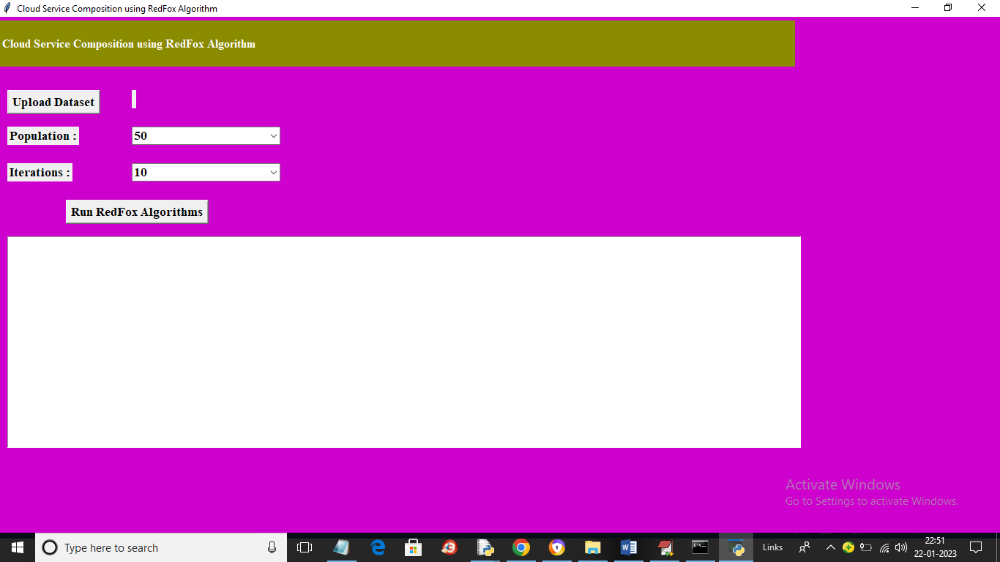 Cloud Service Composition using RedFox Algorithm
Cloud Service Composition using RedFox Algorithm
Upload Dataset
Population : 50
Iterations : 10
Run RedFox Algorithms
Activate Windows
Go to Settings to activate Windows.
Type here to search
Links
22:51
22-01-2023